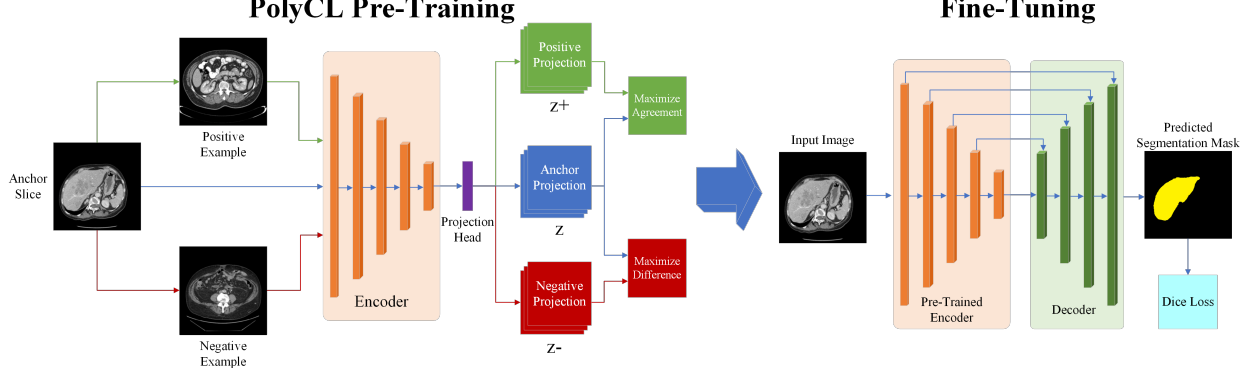 PolyCL Pre-Training
Fine-Tuning
Anchor
Slice
Positive
Example
Negative
Example
Encoder
Projection
Head
Positive
Projection
z+
Anchor
Projection
z
Negative
Projection
z-
Maximize
Agreement
Maximize
Difference
Input Image
Pre-Trained
Encoder
Decoder
Predicted
Segmentation Mask
Dice Loss